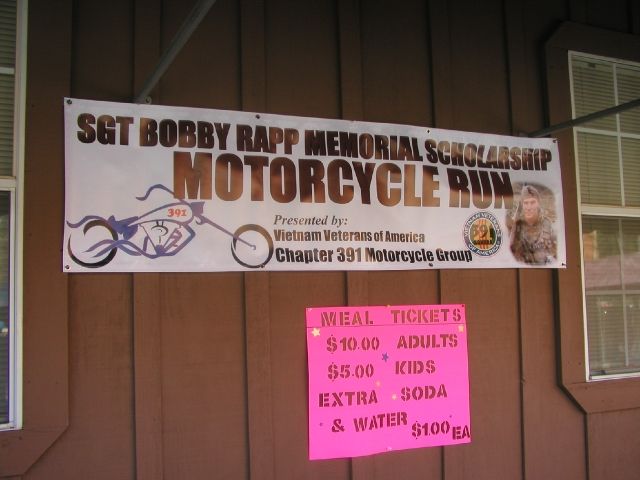 SGT BOBBY RAPP MEMORIAL SCHOLARSHIP
MOTORCYCLE RUN
391
Presented by:
Vietnam Veterans of America
Chapter 391 Motorcycle Group
391
MEAL TICKETS
$10.00 ADULTS
$5.00 KIDS
EXTRA SODA
& WATER $1.00 EA